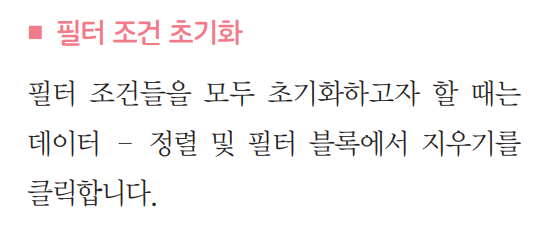 ■ 필터 조건 초기화
필터 조건들을 모두 초기화하고자 할 때는
데이터 - 정렬 및 필터 블록에서 지우기를
클릭합니다.